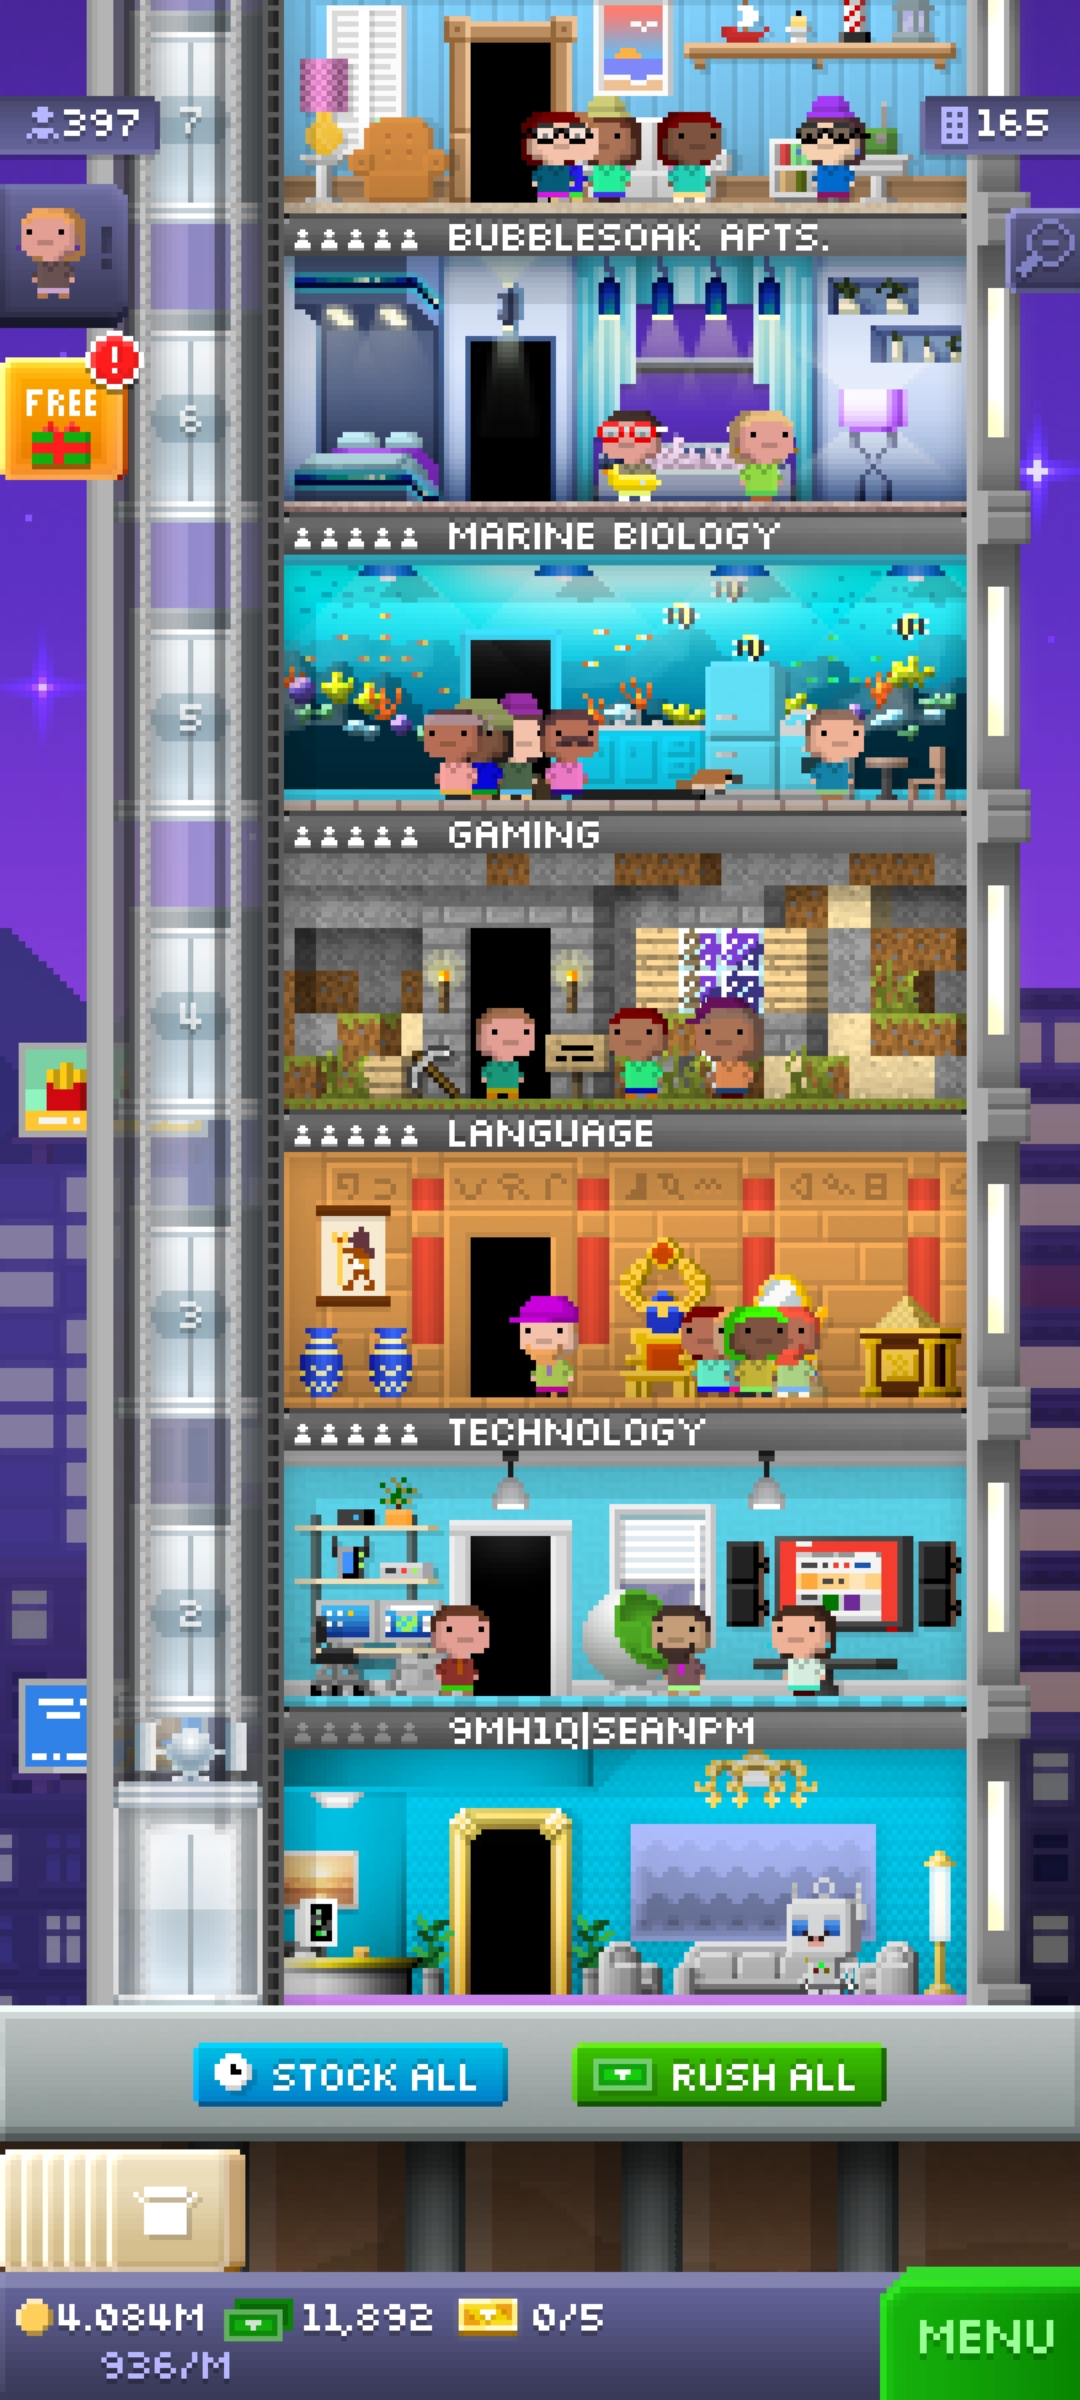 397
7
165
BUBBLESOAK APTS.
!
FREE
!
6
MARINE BIOLOGY
5
GAMING
4
LANGUAGE
3
TECHNOLOGY
2
9MH1Q|SEANPM
STOCK ALL
RUSH ALL
4.084M
11,892
0/5
936/M
MENU